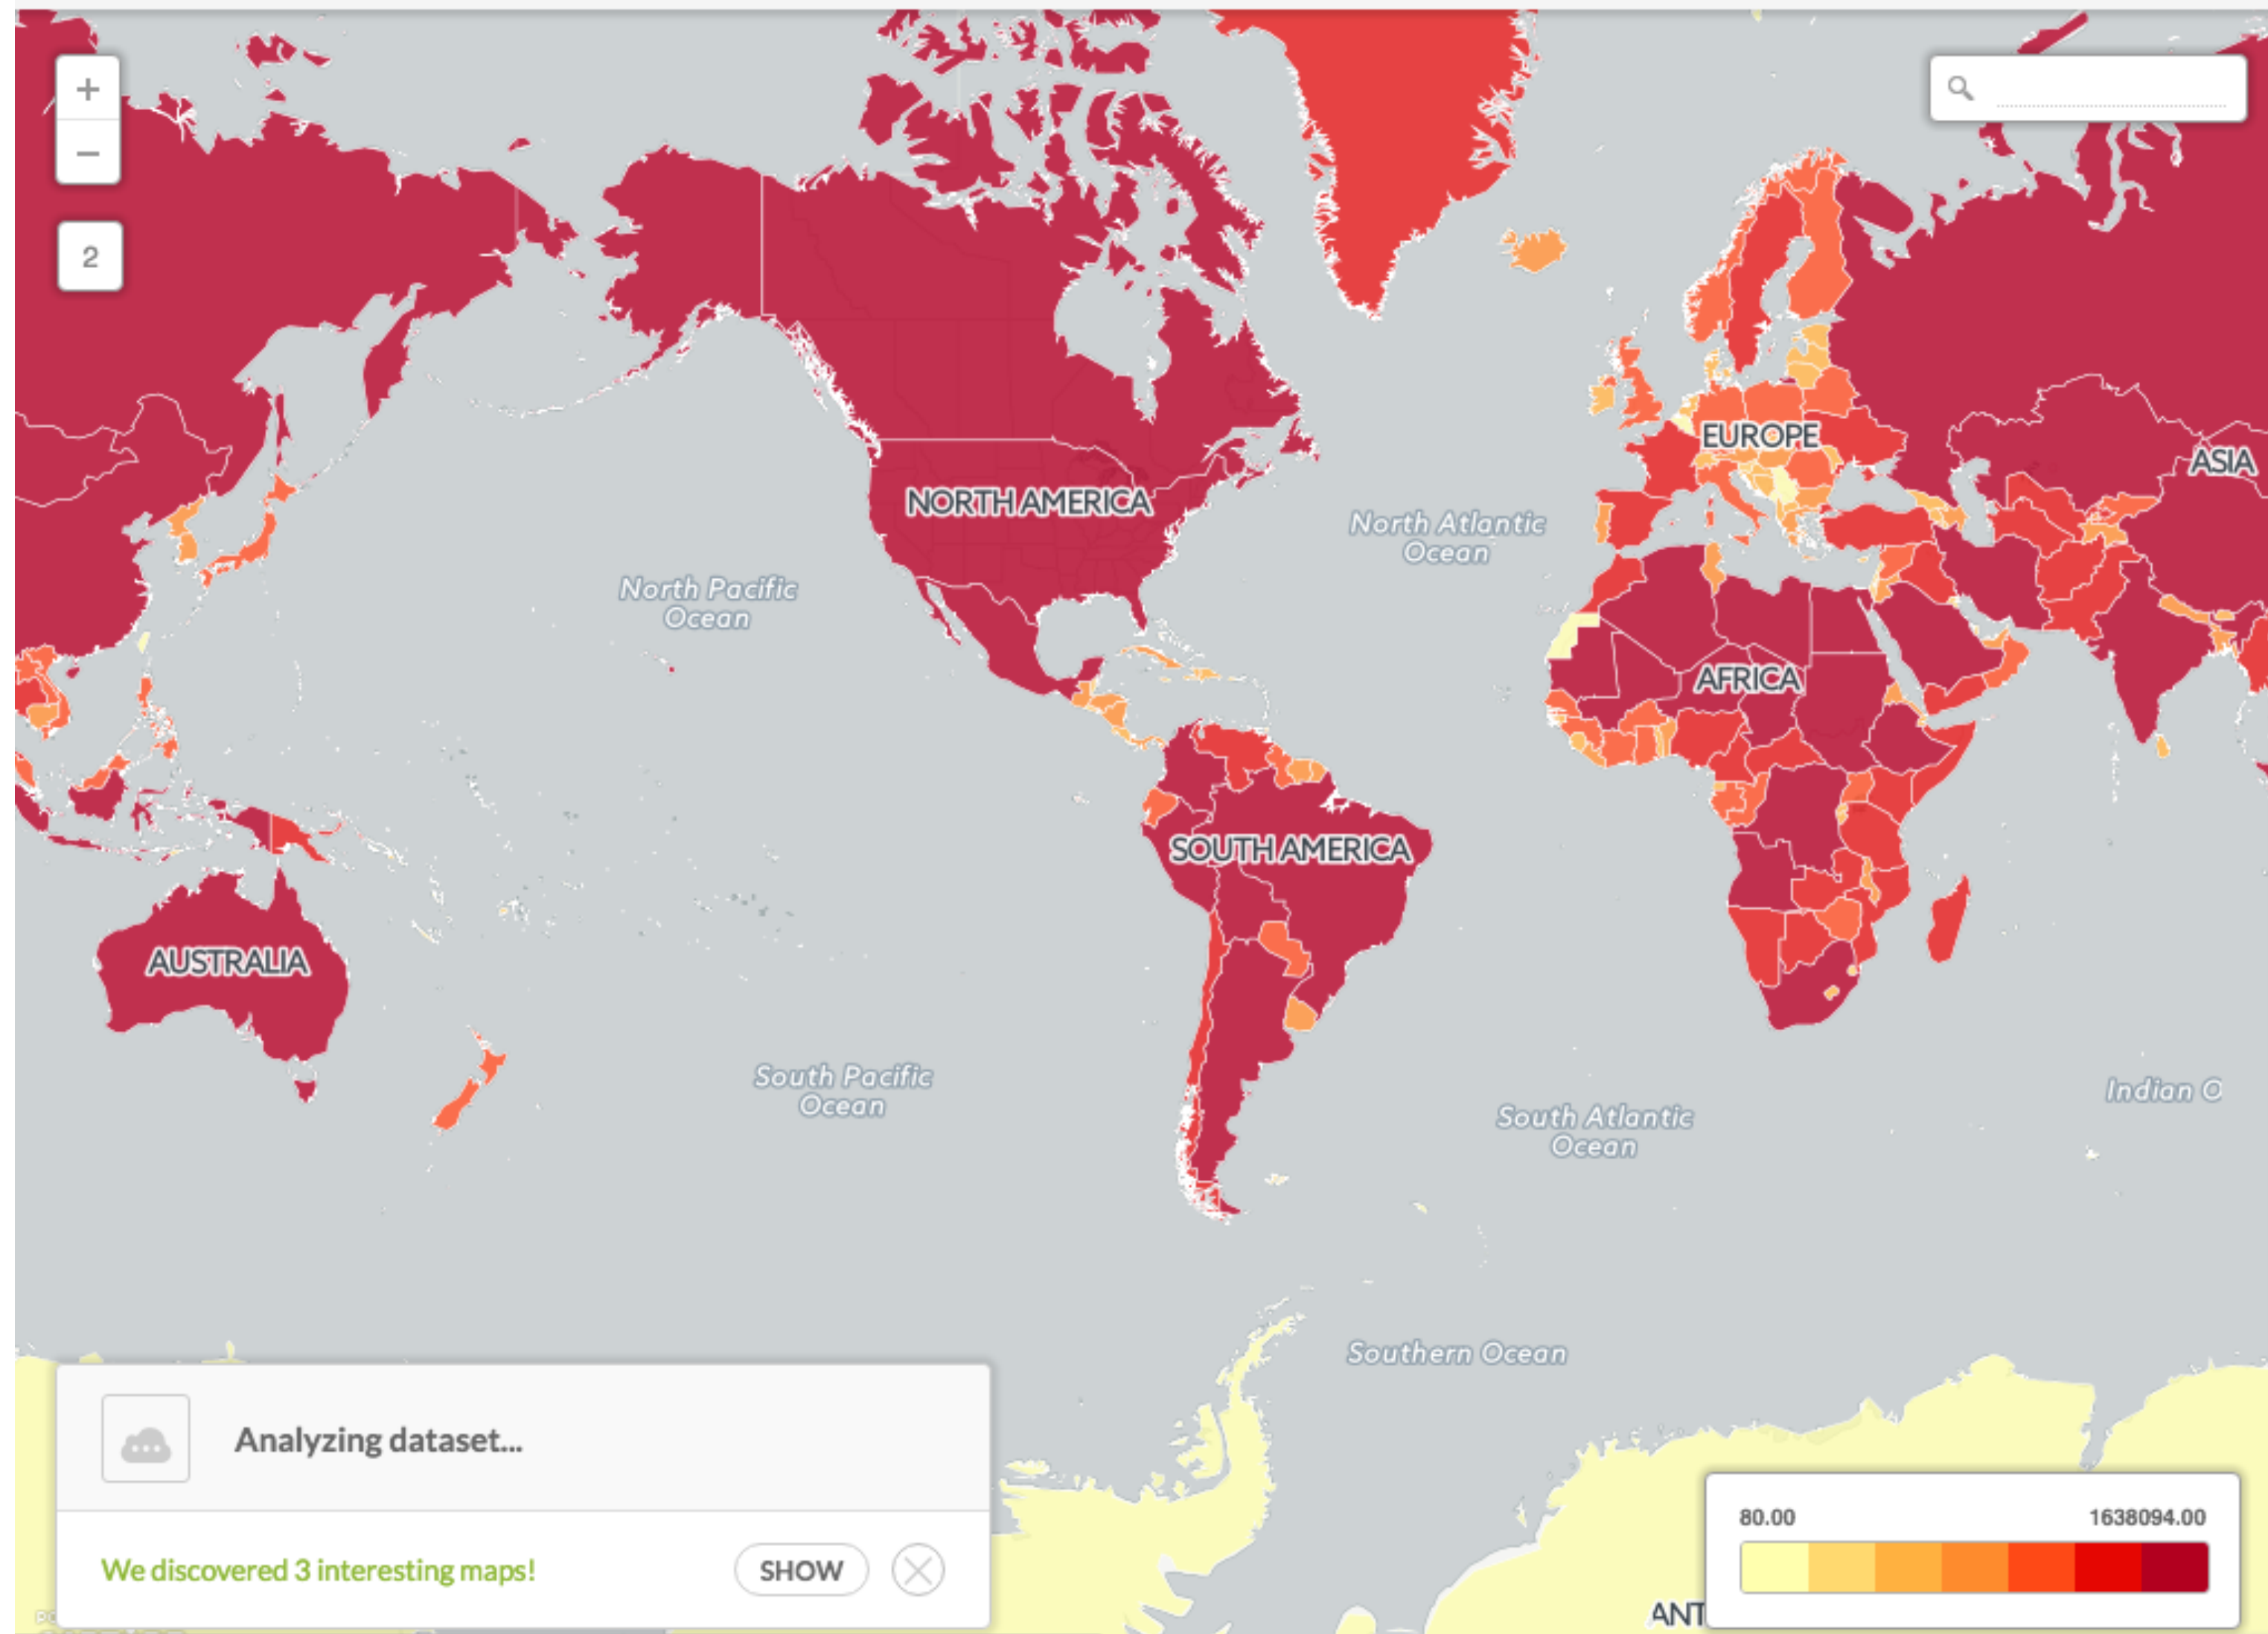 +
−
2
EUROPE
ASIA
NORTH AMERICA
North Atlantic
Ocean
North Pacific
Ocean
AFRICA
SOUTH AMERICA
AUSTRALIA
South Pacific
Ocean
Indian O
South Atlantic
Ocean
Southern Ocean
Analyzing dataset...
We discovered 3 interesting maps!
SHOW
80.00 1638094.00
ANT